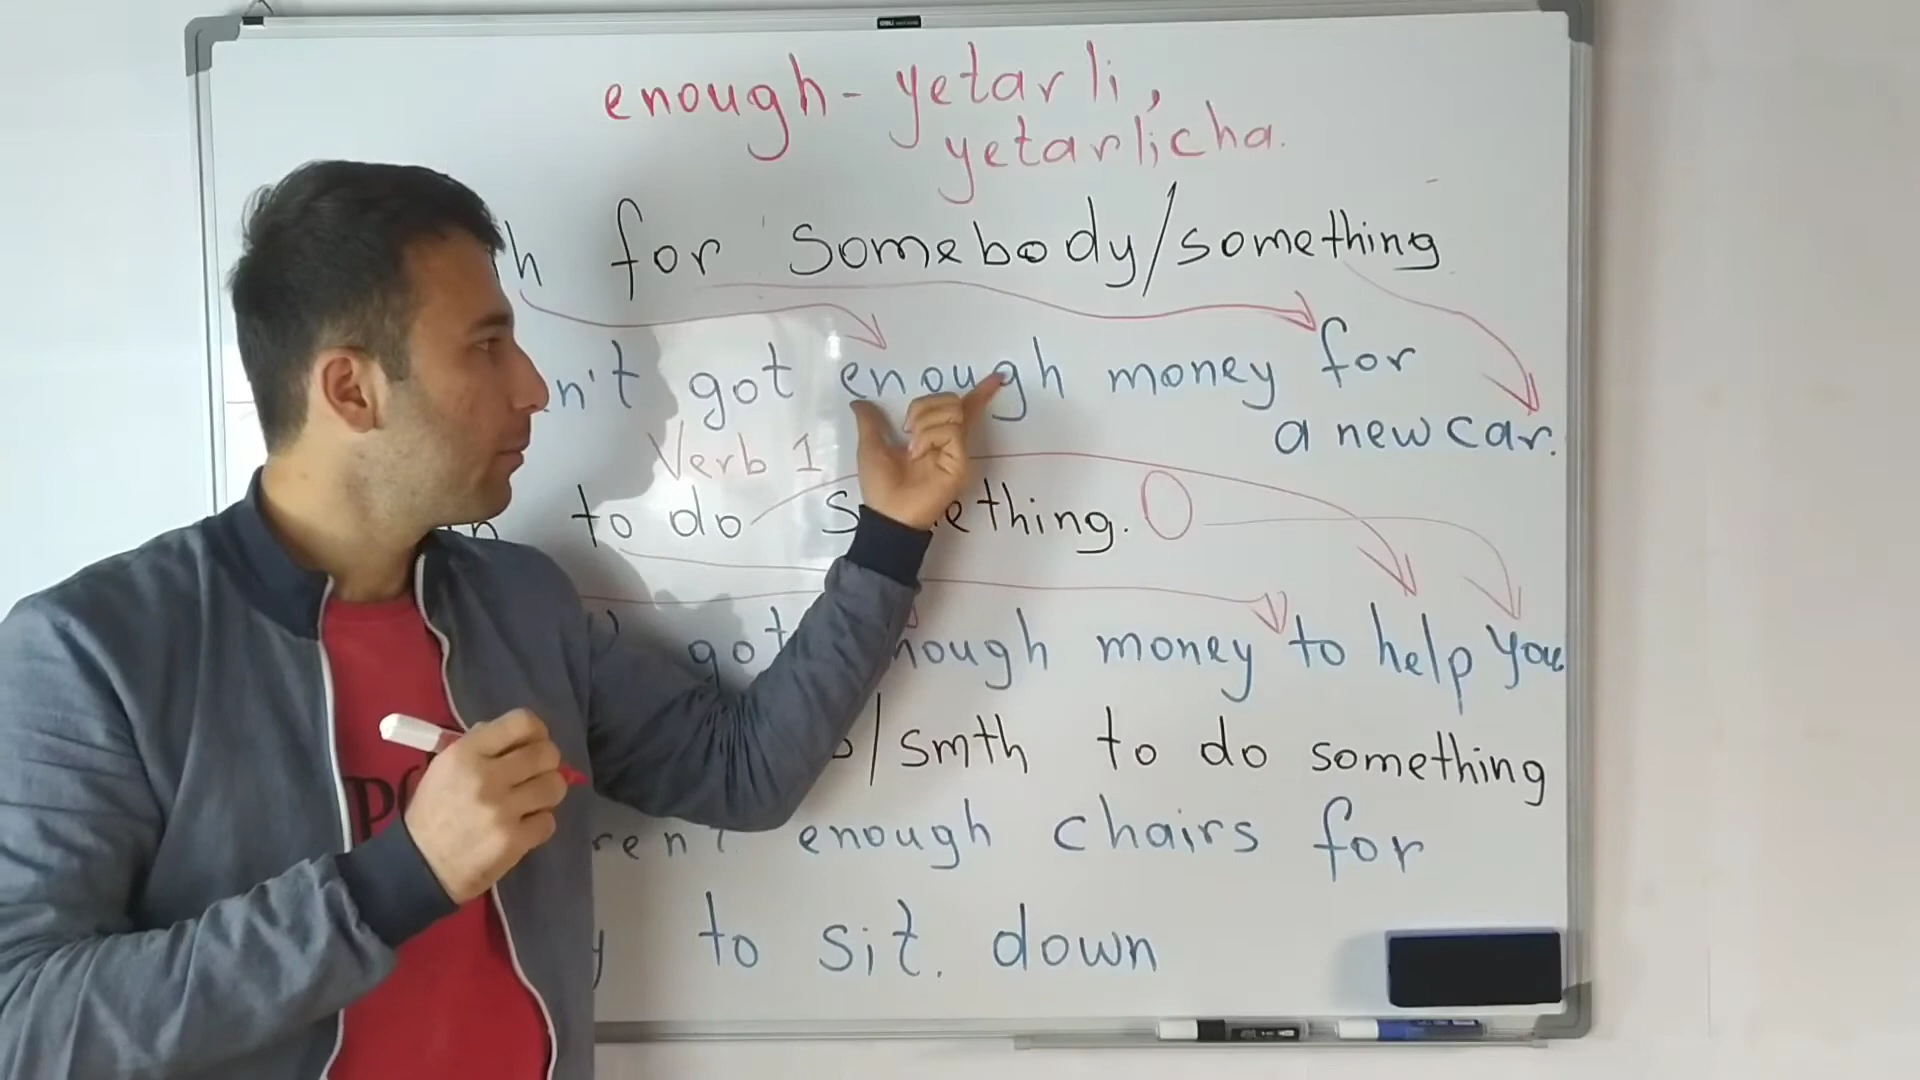 enough - yetarli,
yetarlicha.
for somebody/something
n't got enough money for
a new car.
Verb 1
to do something.
got enough money to help you
/smth to do something
enough chairs for
to sit. down